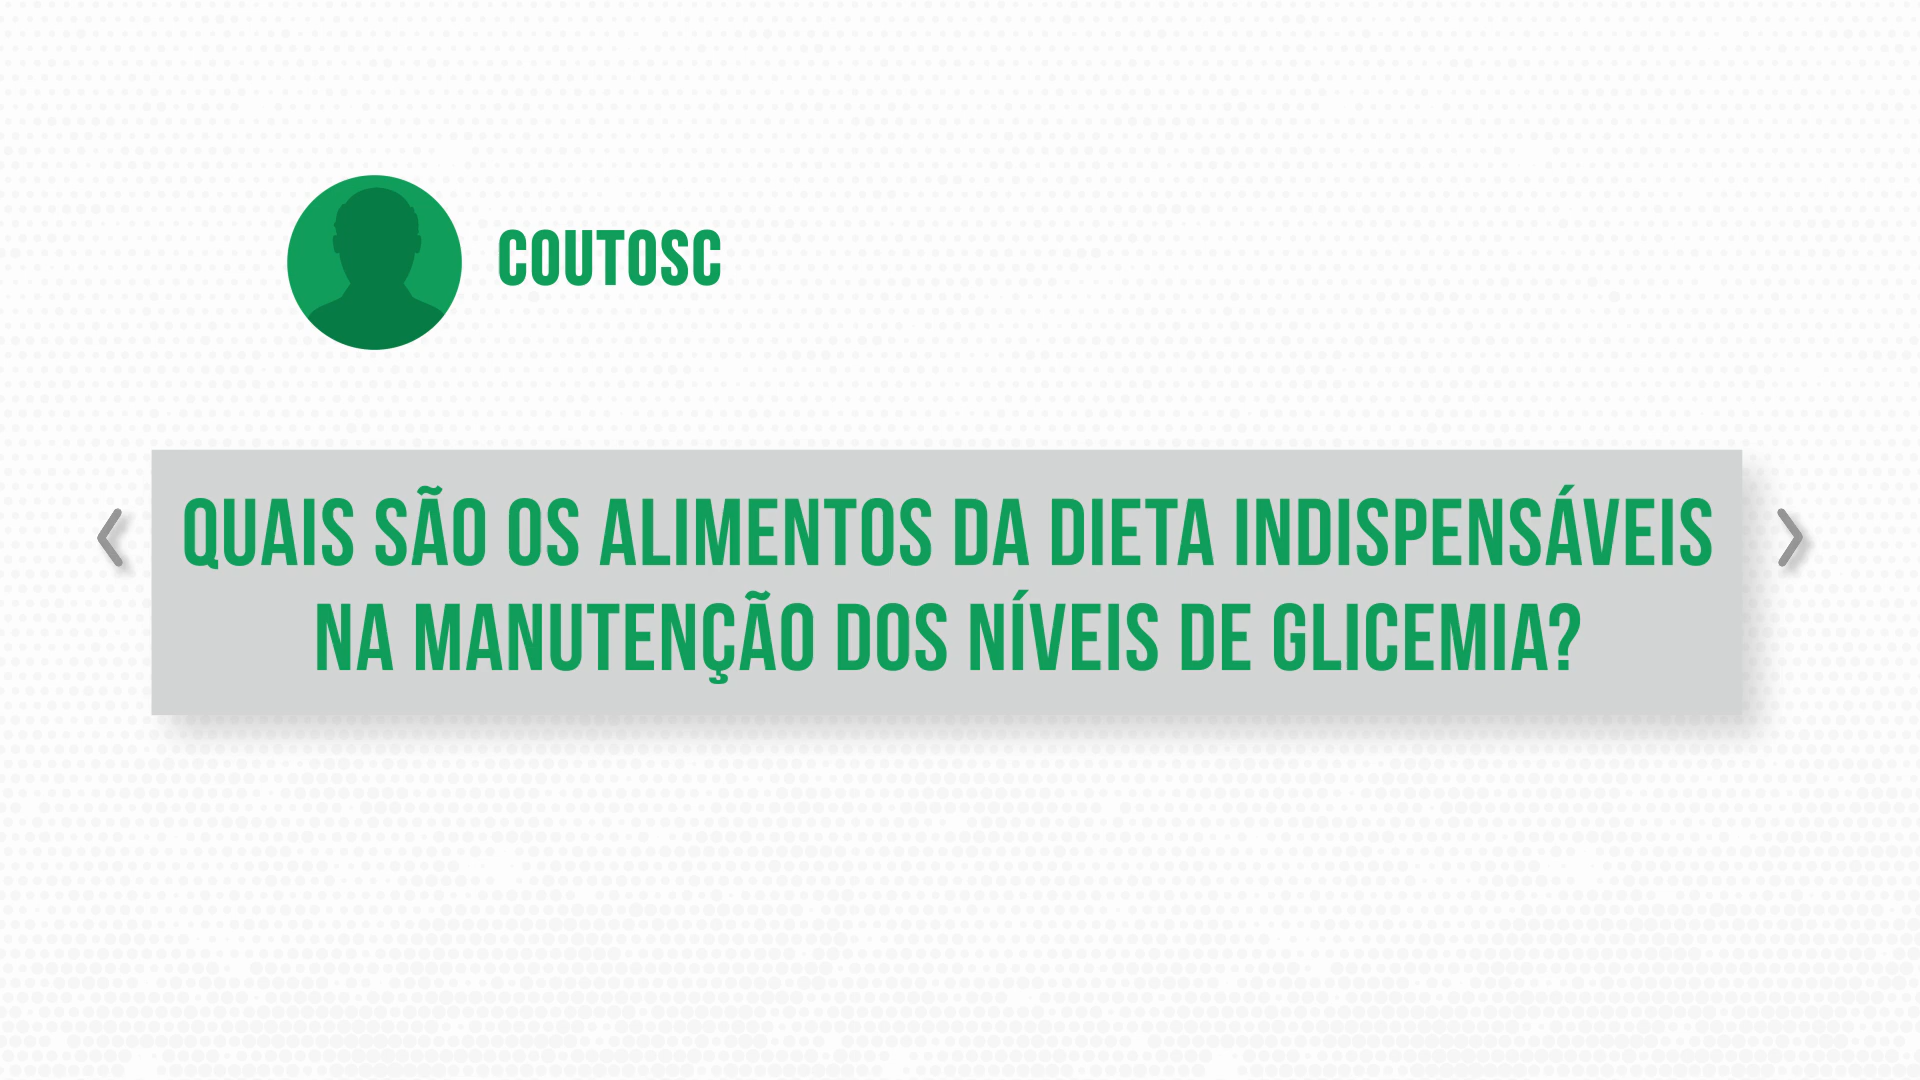 COUTOSC
QUAIS SÃO OS ALIMENTOS DA DIETA INDISPENSÁVEIS
NA MANUTENÇÃO DOS NÍVEIS DE GLICEMIA?